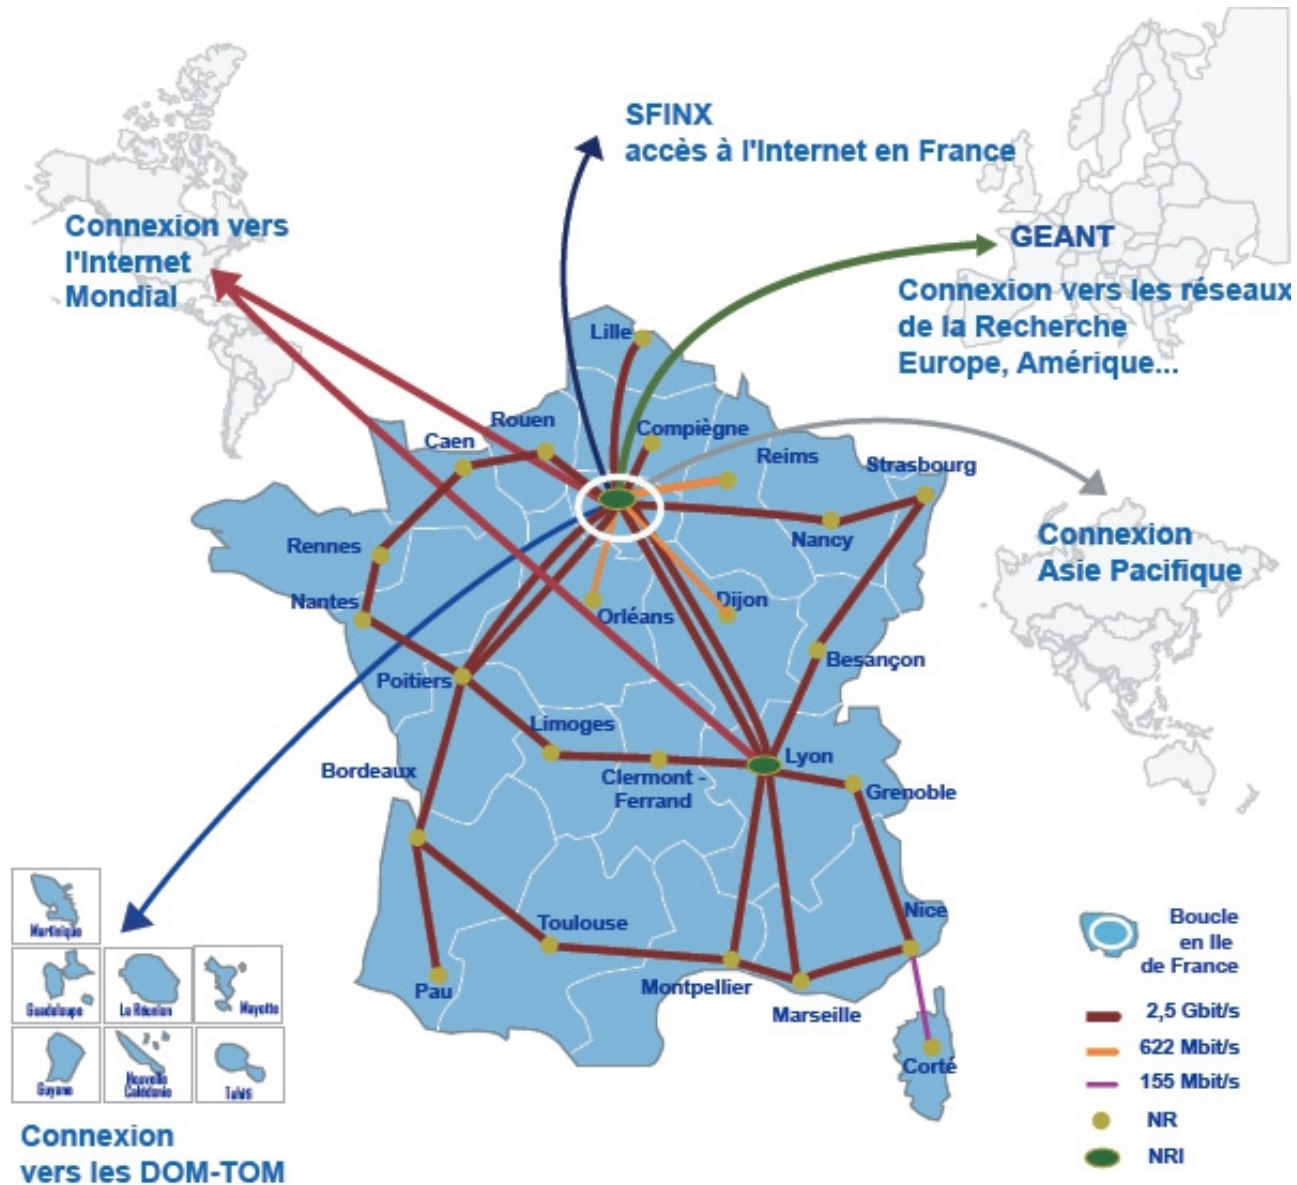 SFINX
accès à l'Internet en France
Connexion vers
l'Internet
Mondial
GEANT
Connexion vers les réseaux
de la Recherche
Europe, Amérique...
Lille
Rouen
Compiègne
Caen
Reims
Strasbourg
Connexion
Asie Pacifique
Nancy
Rennes
Nantes
Orléans
Dijon
Besançon
Poitiers
Limoges
Lyon
Bordeaux
Clermont -
Ferrand
Grenoble
Toulouse
Nice
Montpellier
Pau
Marseille
Corté
Martinique
Guadeloupe
La Réunion
Mayotte
Guyane
Nouvelle
Calédonie
Tahiti
Connexion
vers les DOM-TOM
Boucle
en Ile
de France
2,5 Gbit/s
622 Mbit/s
155 Mbit/s
NR
NRI